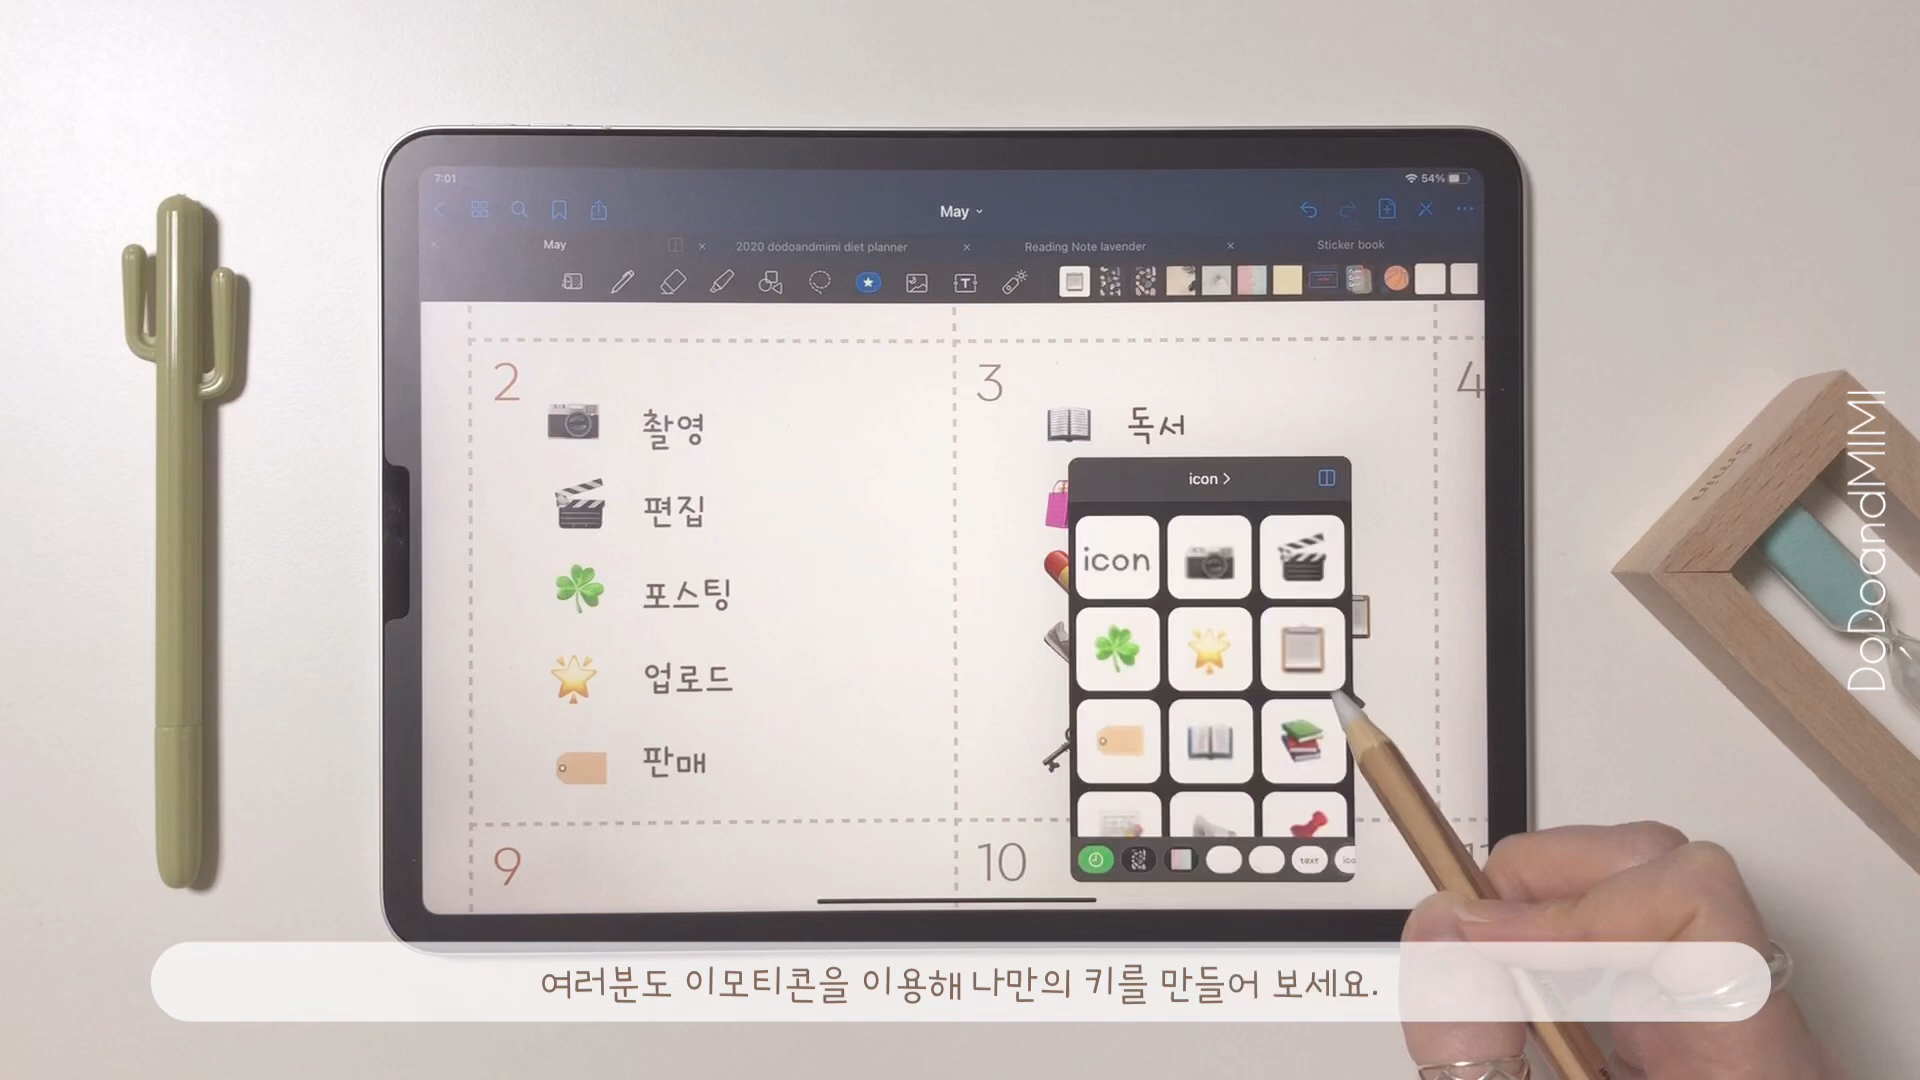 7:01
54%
May
May
2020 dodoandmimi diet planner
Reading Note lavender
Sticker book
2
3
4
촬영
편집
포스팅
업로드
판매
독서
icon >
icon
text
9
10
DoDoandMIMI
여러분도 이모티콘을 이용해 나만의 키를 만들어 보세요.